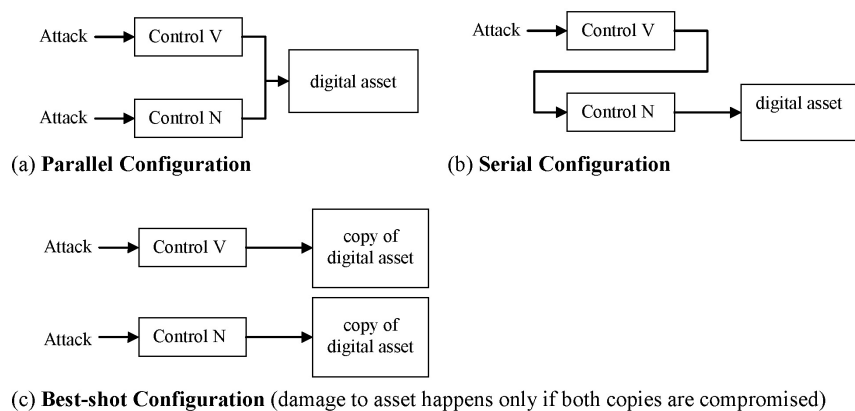 Attack
Control V
Attack
Control N
digital asset
(a) Parallel Configuration
Attack
Control V
Control N
digital asset
(b) Serial Configuration
Attack
Control V
copy of
digital asset
Attack
Control N
copy of
digital asset
(c) Best-shot Configuration (damage to asset happens only if both copies are compromised)